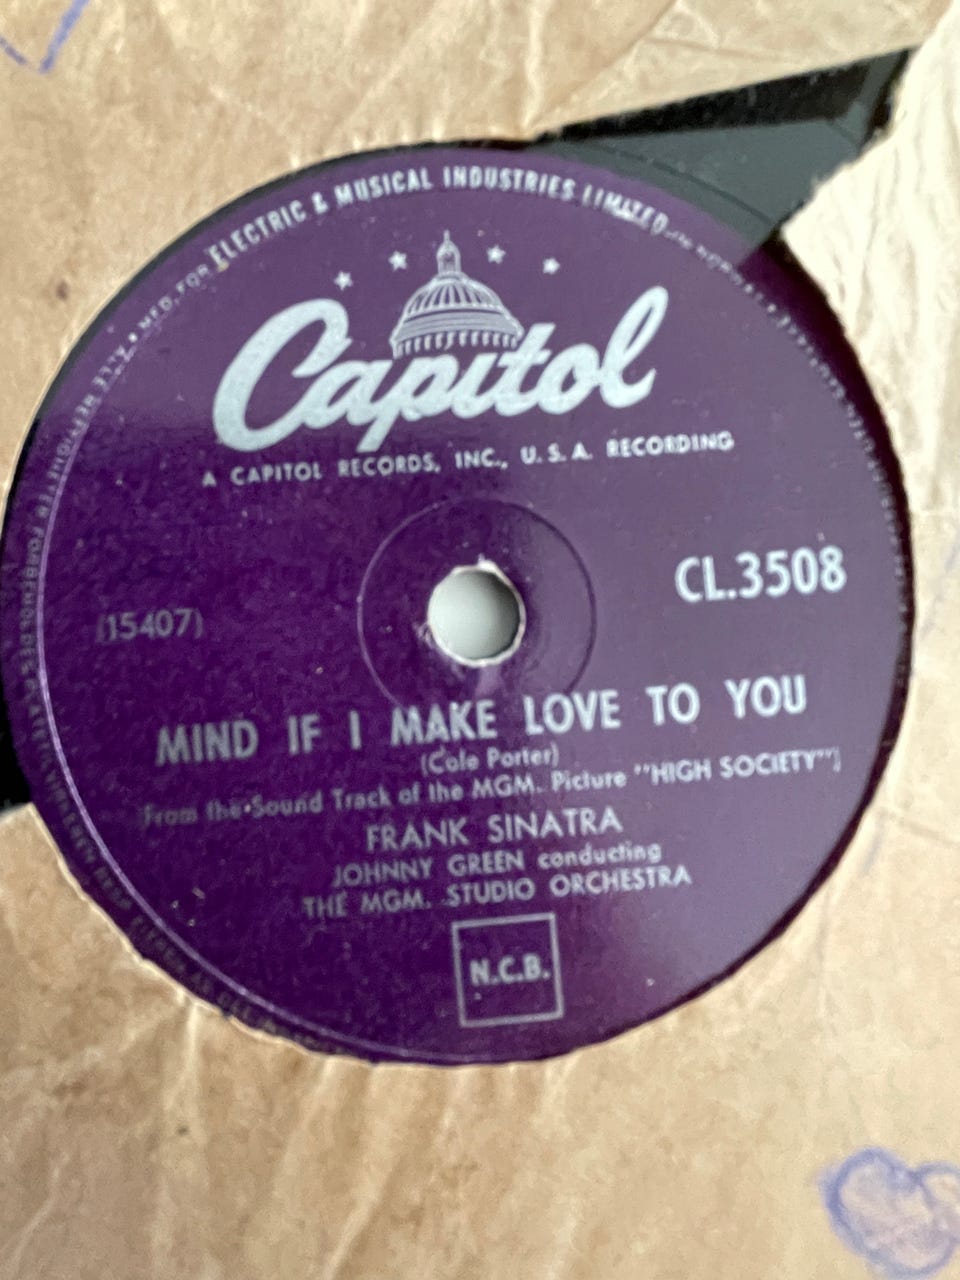 MFD. FOR ELECTRIC & MUSICAL INDUSTRIES LIMITED
Capitol
A CAPITOL RECORDS, INC., U.S.A. RECORDING
CL.3508
(15407)
MIND IF I MAKE LOVE TO YOU
(Cole Porter)
From the Sound Track of the MGM. Picture "HIGH SOCIETY")
FRANK SINATRA
JOHNNY GREEN conducting
THE MGM. STUDIO ORCHESTRA
N.C.B.